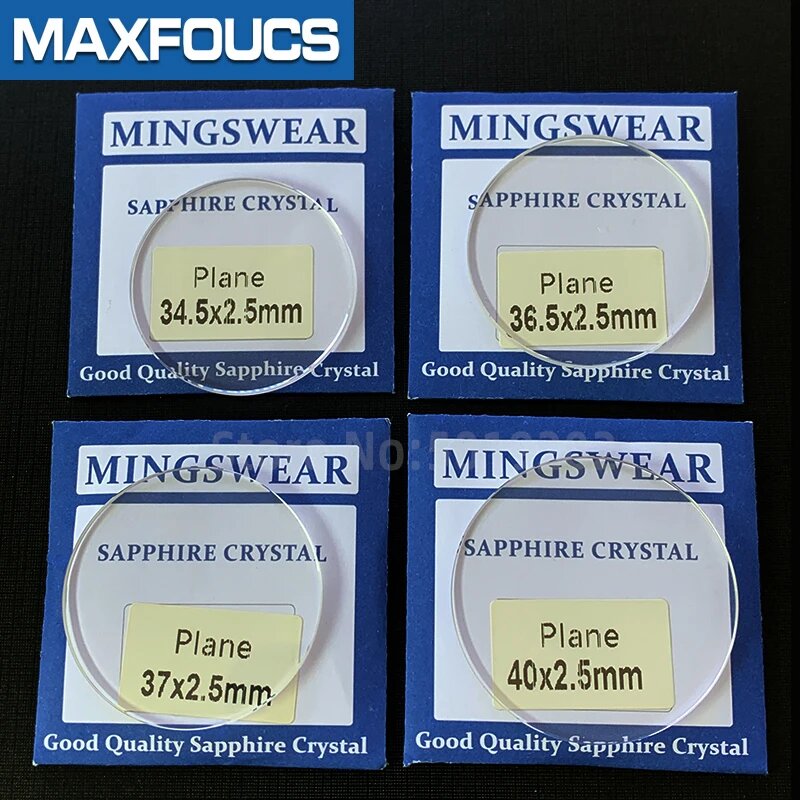 MAXFOUCS
MINGSWEAR
SAPPHIRE CRYSTAL
Plane
34.5x2.5mm
Good Quality Sapphire Crystal
MINGSWEAR
SAPPHIRE CRYSTAL
Plane
36.5x2.5mm
Good Quality Sapphire Crystal
Store No:
MINGSWEAR
SAPPHIRE CRYSTAL
Plane
37x2.5mm
Good Quality Sapphire Crystal
MINGSWEAR
SAPPHIRE CRYSTAL
Plane
40x2.5mm
Good Quality Sapphire Crystal